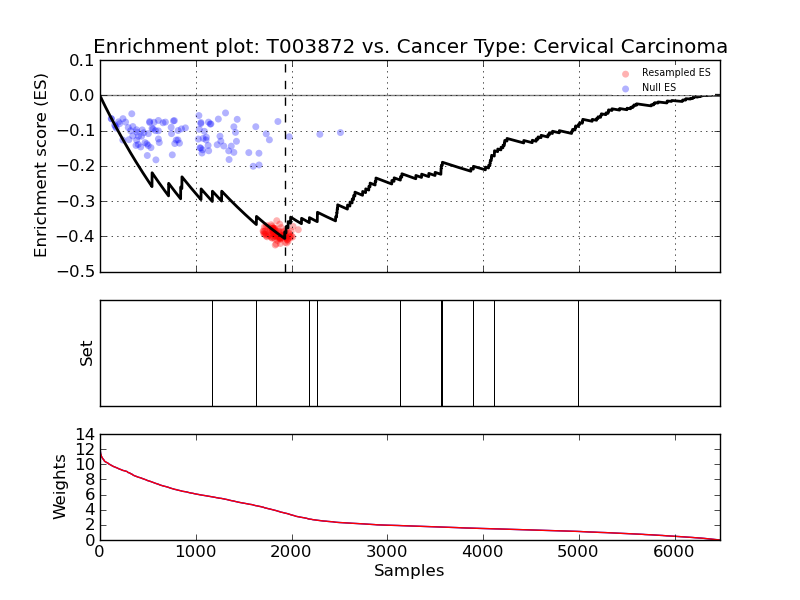 Enrichment plot: T003872 vs. Cancer Type: Cervical Carcinoma
0.1
0.0
−0.1
−0.2
−0.3
−0.4
−0.5
Enrichment score (ES)
Resampled ES
Null ES
Set
14
12
10
8
6
4
2
0
Weights
0 1000 2000 3000 4000 5000 6000
Samples